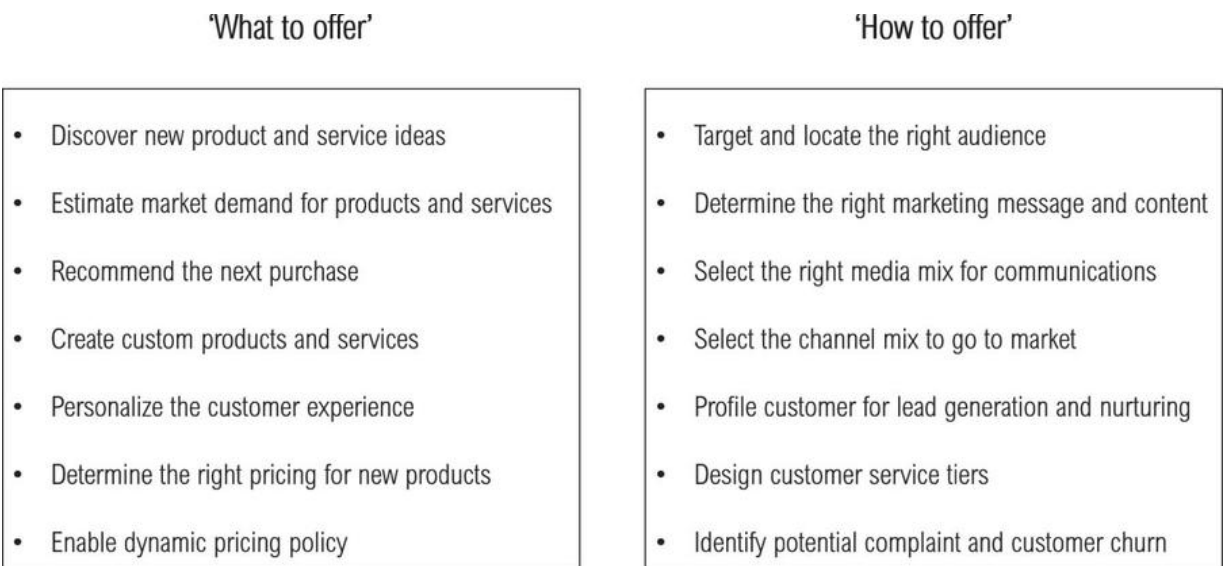 ‘What to offer’
• Discover new product and service ideas
• Estimate market demand for products and services
• Recommend the next purchase
• Create custom products and services
• Personalize the customer experience
• Determine the right pricing for new products
• Enable dynamic pricing policy
‘How to offer’
• Target and locate the right audience
• Determine the right marketing message and content
• Select the right media mix for communications
• Select the channel mix to go to market
• Profile customer for lead generation and nurturing
• Design customer service tiers
• Identify potential complaint and customer churn